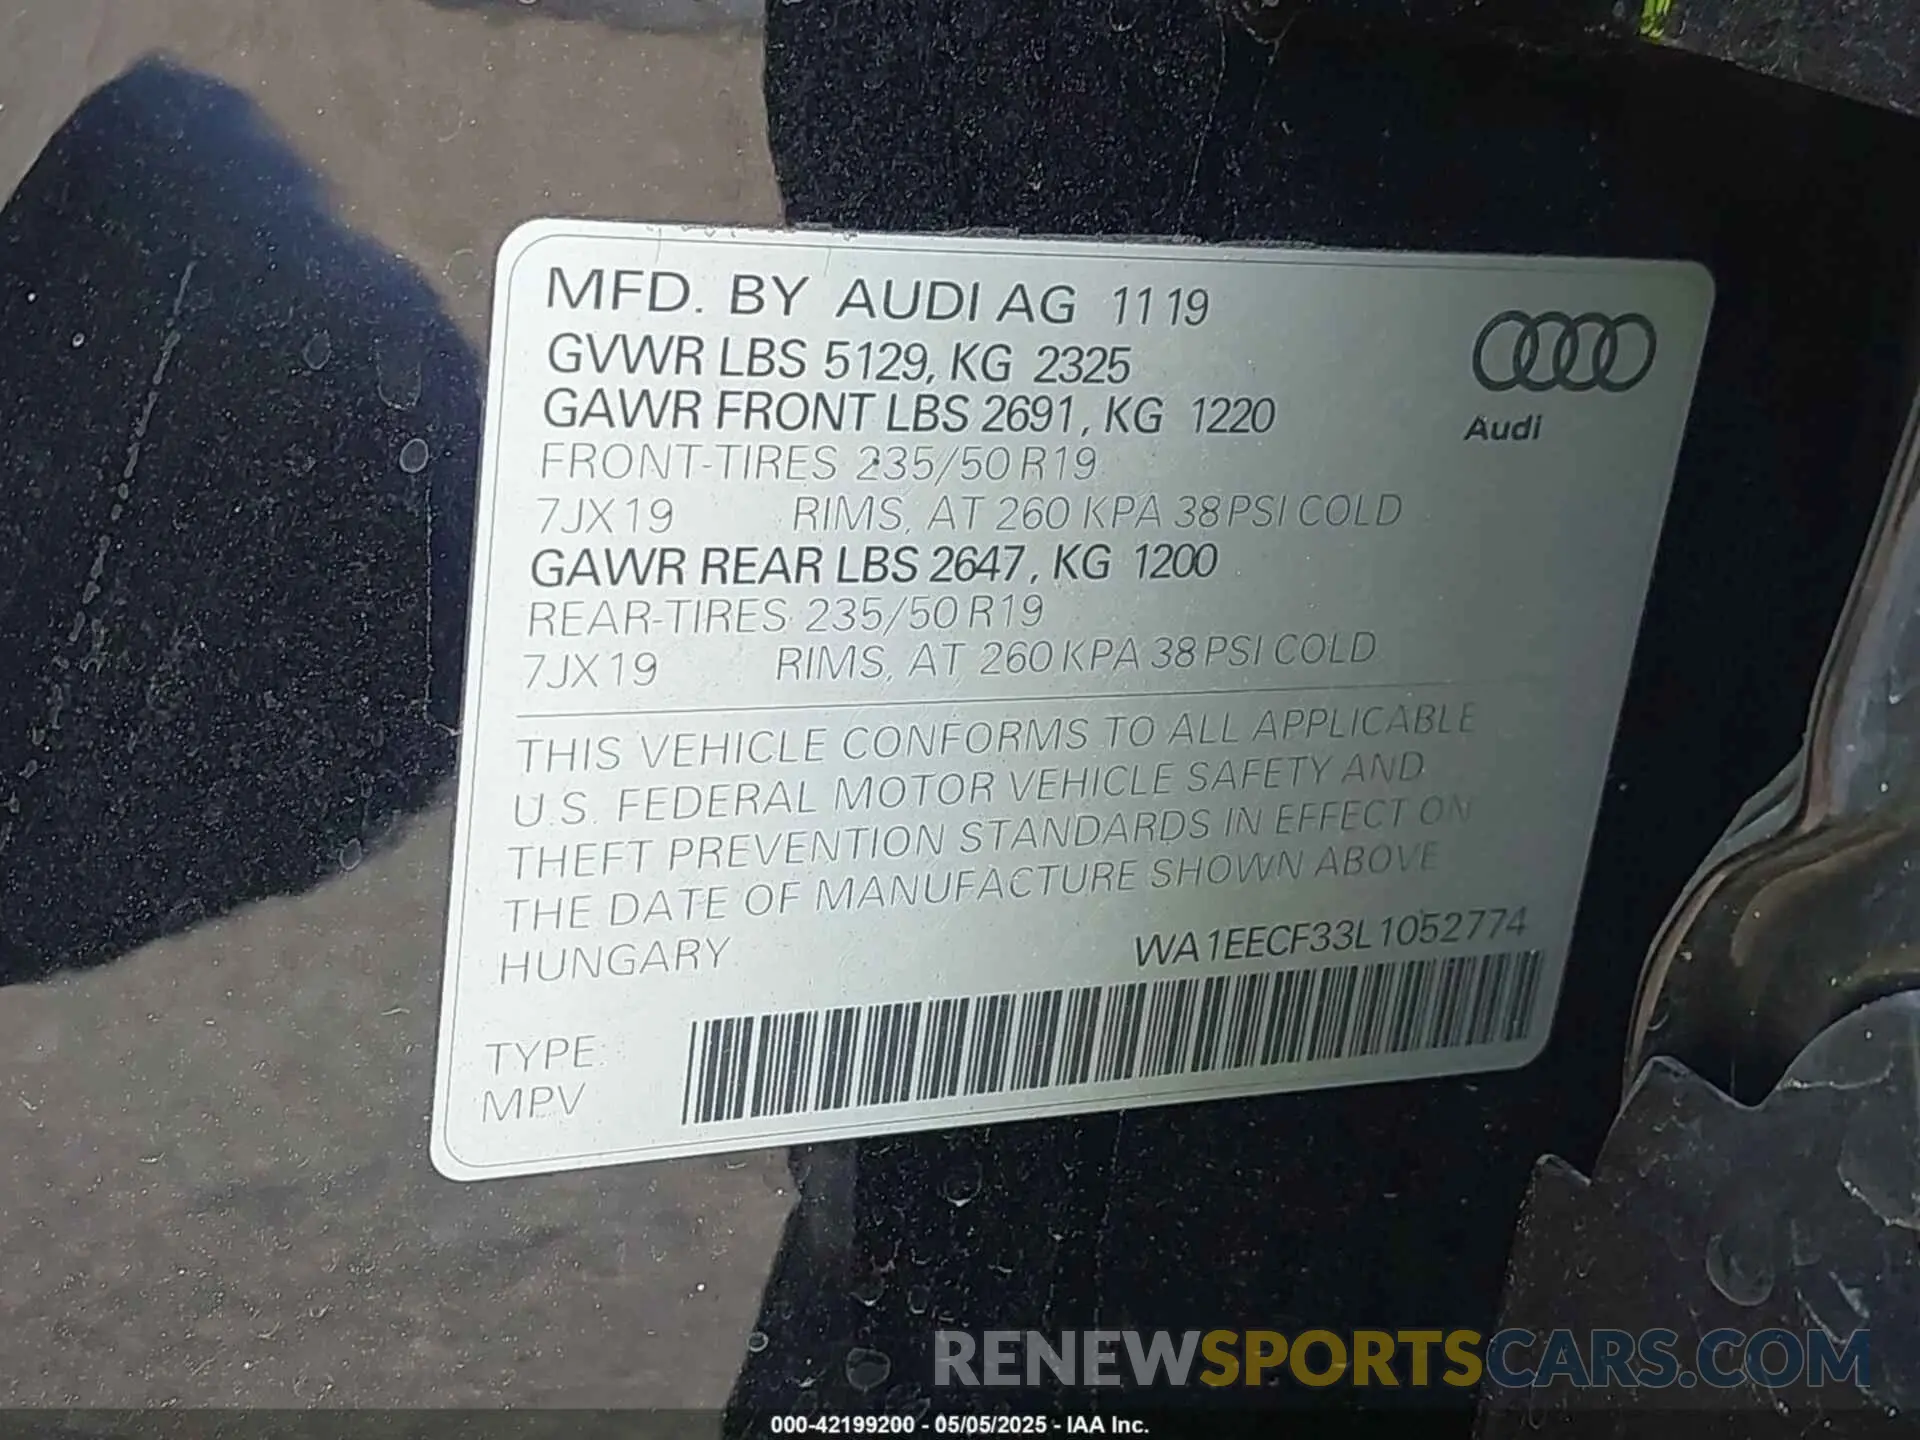 MFD. BY AUDI AG 11 19
GVWR LBS 5129, KG 2325
GAWR FRONT LBS 2691, KG 1220
FRONT-TIRES 235/50 R19
7JX19 RIMS, AT 260 KPA 38 PSI COLD
GAWR REAR LBS 2647, KG 1200
REAR-TIRES 235/50 R19
7JX19 RIMS, AT 260 KPA 38 PSI COLD
Audi
THIS VEHICLE CONFORMS TO ALL APPLICABLE
U.S. FEDERAL MOTOR VEHICLE SAFETY AND
THEFT PREVENTION STANDARDS IN EFFECT ON
THE DATE OF MANUFACTURE SHOWN ABOVE
HUNGARY WA1EECF33L1052774
TYPE:
MPV
RENEWSPORTSCARS.COM
000-42199200 - 05/05/2025 - IAA Inc.